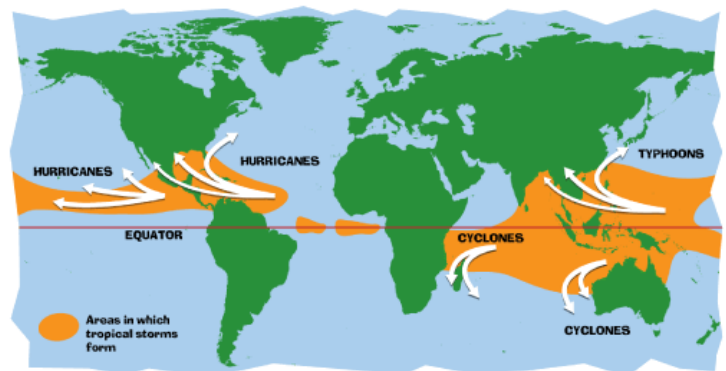 TYPHOONS
HURRICANES
HURRICANES
EQUATOR
CYCLONES
Areas in which
tropical storms
form
CYCLONES